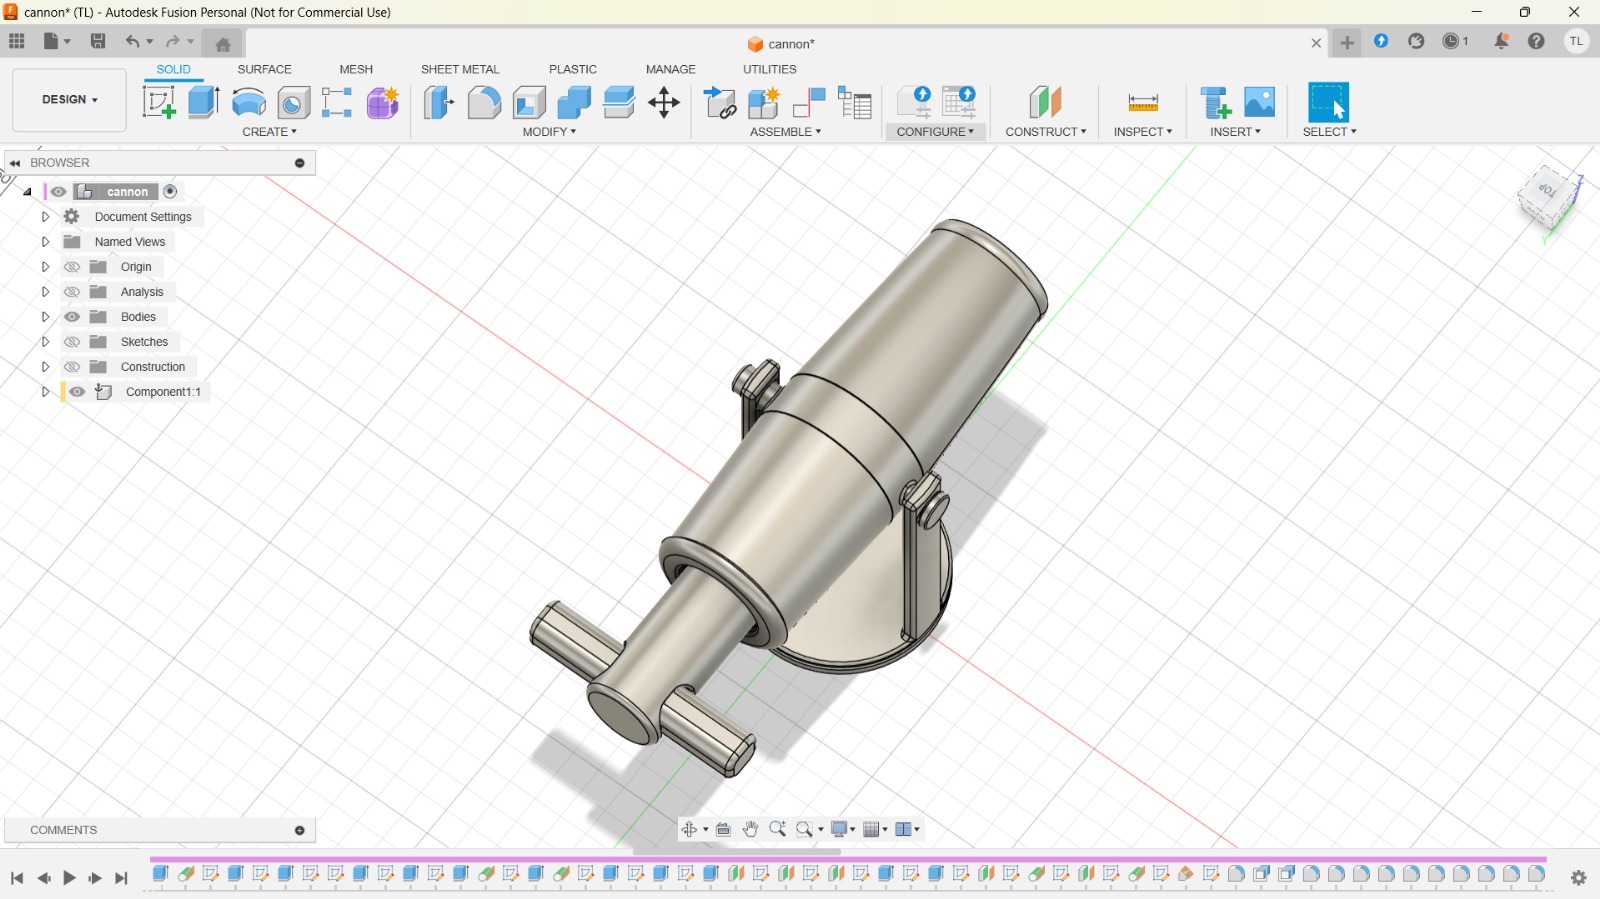 cannon* (TL) - Autodesk Fusion Personal (Not for Commercial Use)
cannon*
1
TL
DESIGN
SOLID SURFACE MESH SHEET METAL PLASTIC MANAGE UTILITIES
CREATE MODIFY ASSEMBLE CONFIGURE CONSTRUCT INSPECT INSERT SELECT
BROWSER
cannon
Document Settings
Named Views
Origin
Analysis
Bodies
Sketches
Construction
Component1:1
TOP
Z
Y
COMMENTS